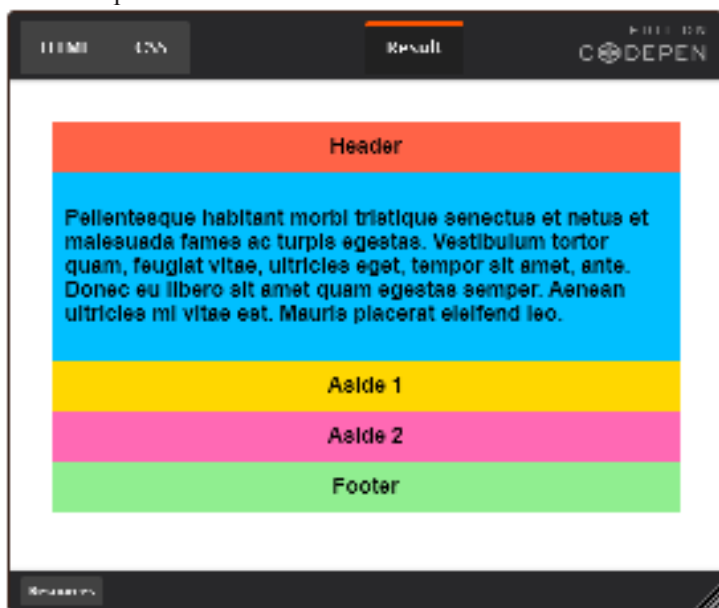 HTML CSS Result EDIT ON
CODEPEN
Header
Pellentesque habitant morbi tristique senectus et netus et
malesuada fames ac turpis egestas. Vestibulum tortor
quam, feugiat vitae, ultricies eget, tempor sit amet, ante.
Donec eu libero sit amet quam egestas semper. Aenean
ultricies mi vitae est. Mauris placerat eleifend leo.
Aside 1
Aside 2
Footer
Resources